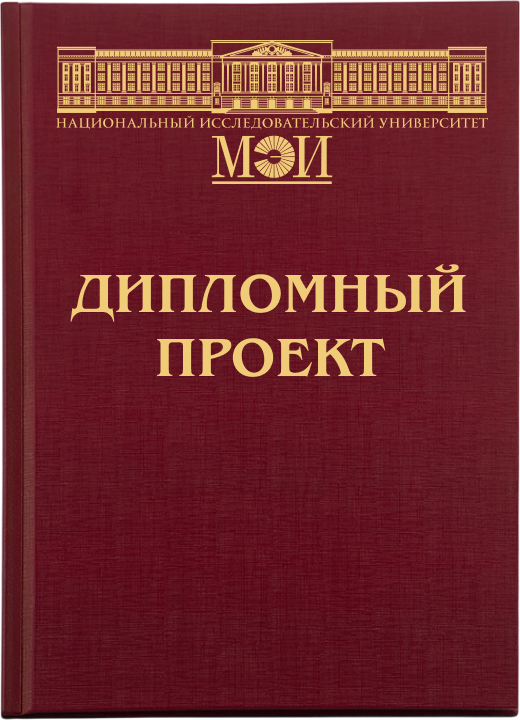 НАЦИОНАЛЬНЫЙ ИССЛЕДОВАТЕЛЬСКИЙ УНИВЕРСИТЕТ
МЭИ
ДИПЛОМНЫЙ
ПРОЕКТ